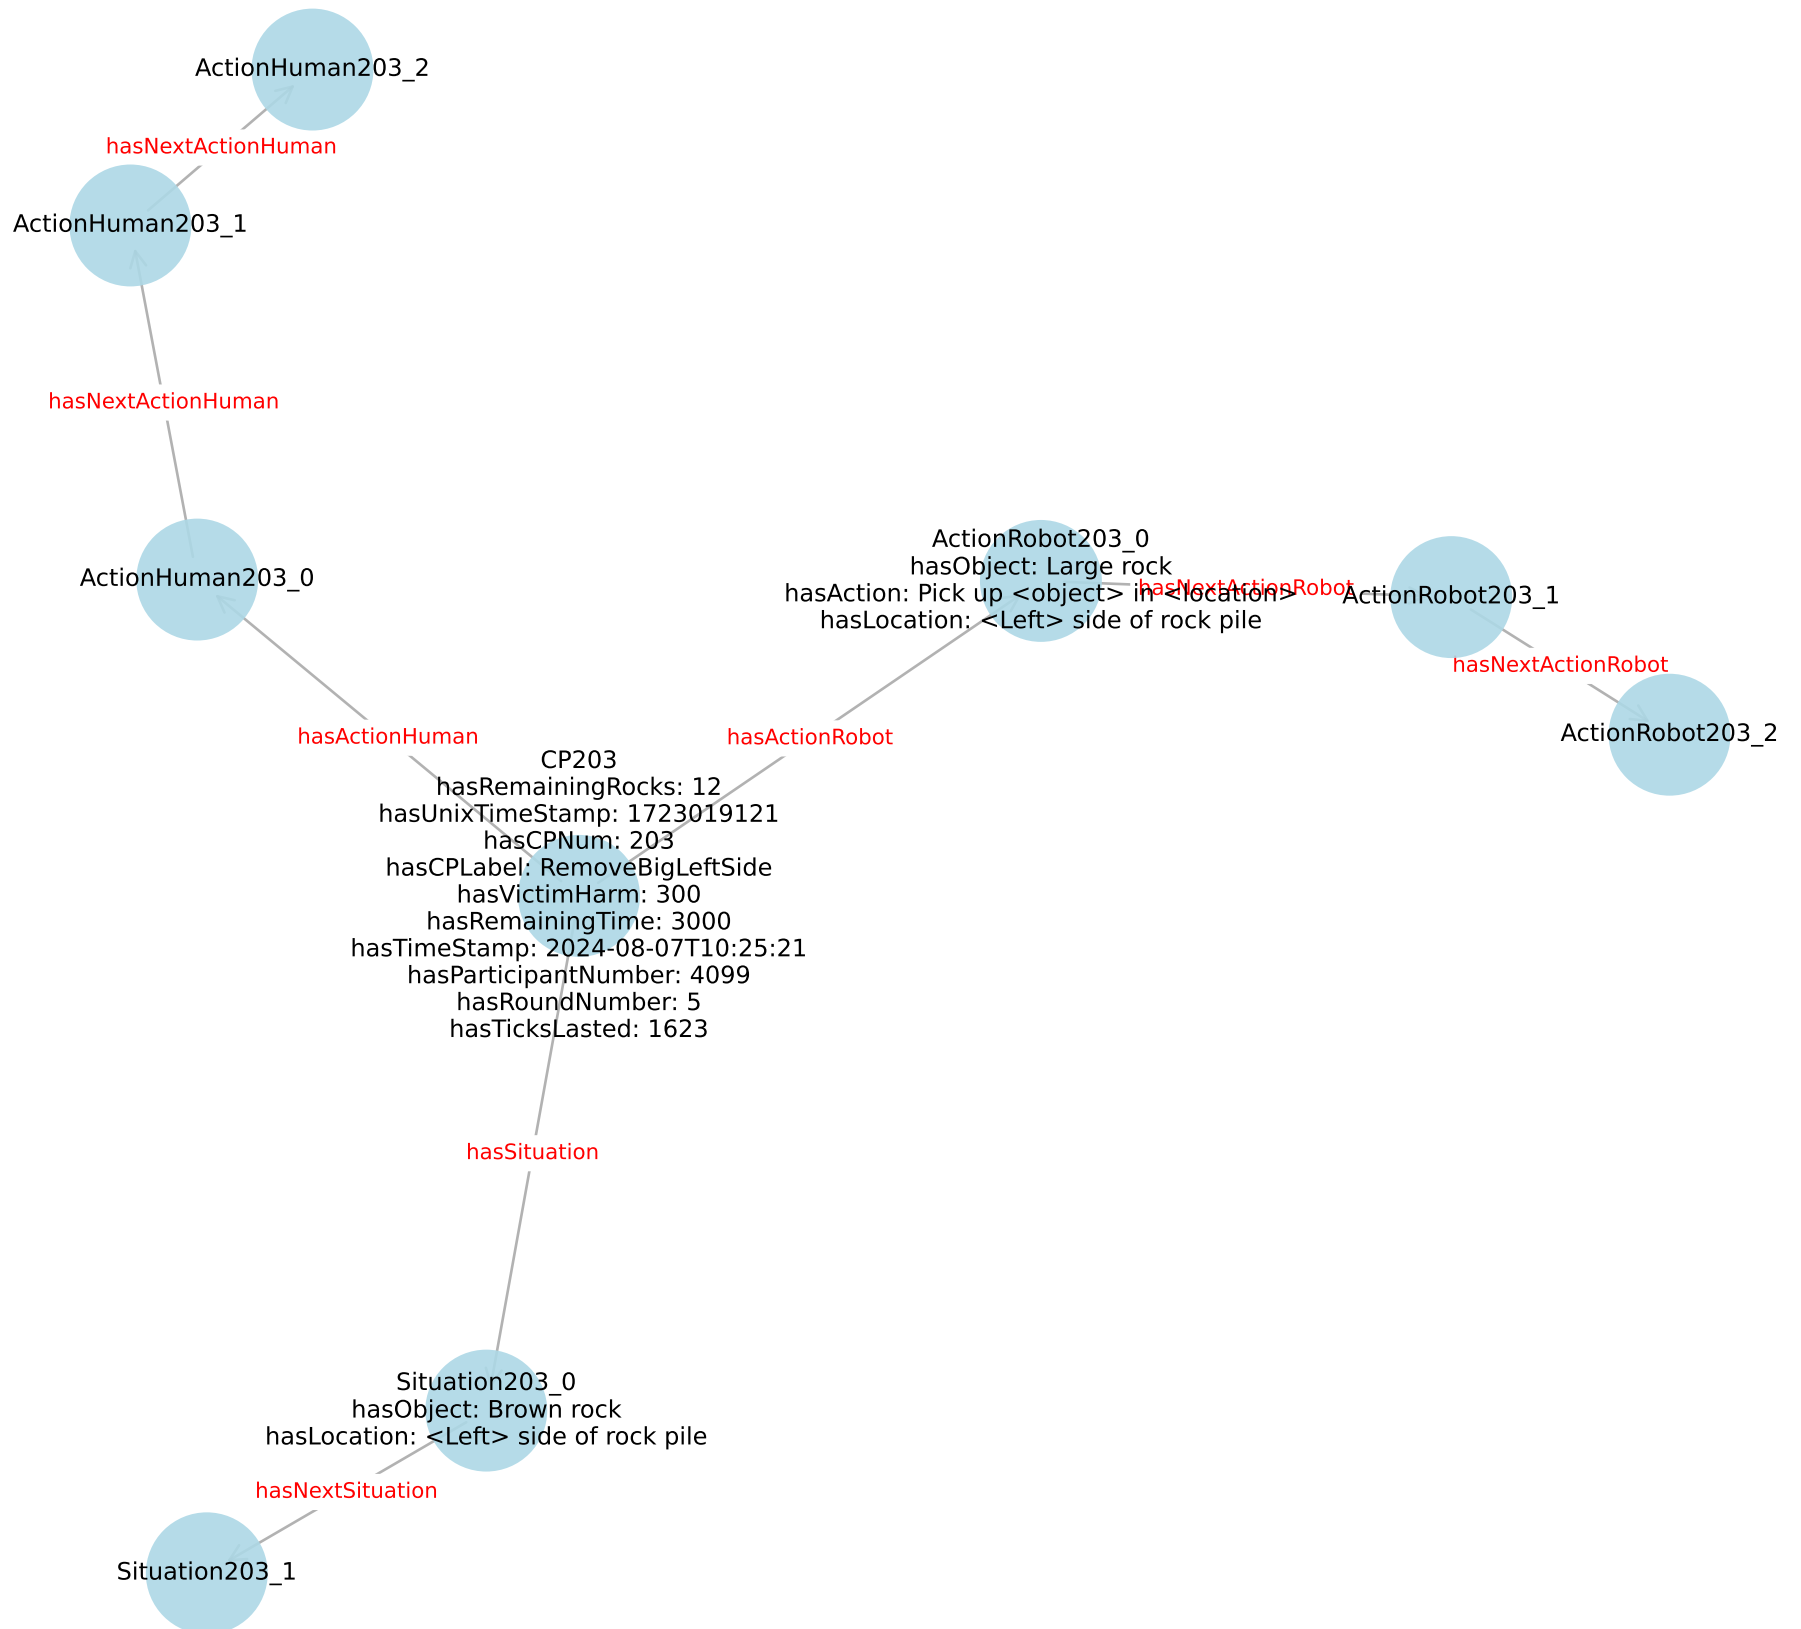 ActionHuman203_2
hasNextActionHuman
ActionHuman203_1
hasNextActionHuman
ActionHuman203_0
ActionRobot203_0
hasObject: Large rock
hasAction: Pick up <object> in <location>
hasLocation: <Left> side of rock pile
hasNextActionRobot
ActionRobot203_1
hasNextActionRobot
ActionRobot203_2
hasActionHuman
hasActionRobot
CP203
hasRemainingRocks: 12
hasUnixTimeStamp: 1723019121
hasCPNum: 203
hasCPLabel: RemoveBigLeftSide
hasVictimHarm: 300
hasRemainingTime: 3000
hasTimeStamp: 2024-08-07T10:25:21
hasParticipantNumber: 4099
hasRoundNumber: 5
hasTicksLasted: 1623
hasSituation
Situation203_0
hasObject: Brown rock
hasLocation: <Left> side of rock pile
hasNextSituation
Situation203_1